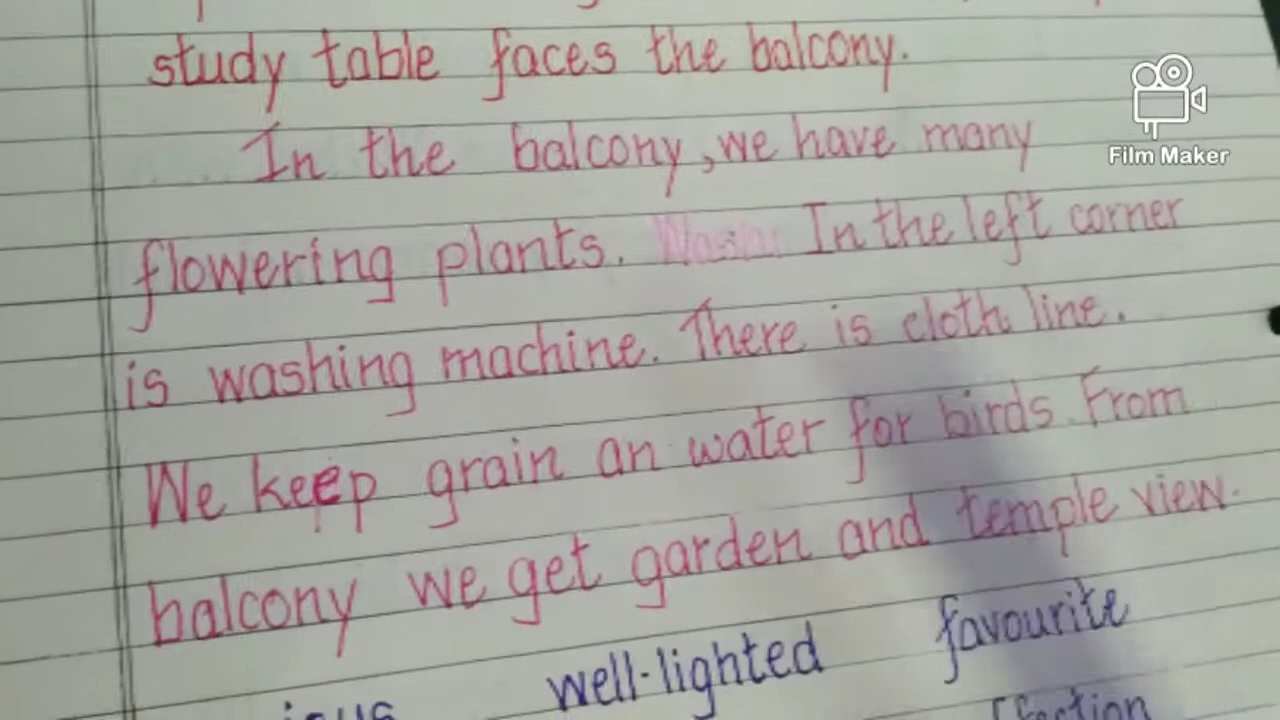 study table faces the balcony.
In the balcony, we have many
flowering plants. In the left corner
is washing machine. There is cloth line.
We keep grain an water for birds. From
balcony we get garden and temple view.
well-lighted favourite
Film Maker